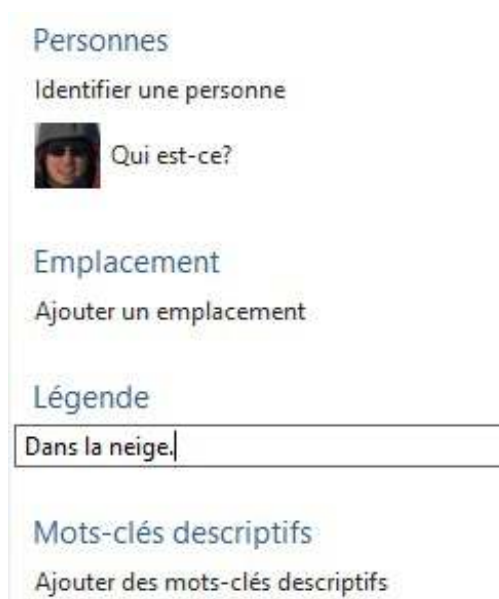 Personnes
Identifier une personne
Qui est-ce?
Emplacement
Ajouter un emplacement
Légende
Dans la neige.
Mots-clés descriptifs
Ajouter des mots-clés descriptifs